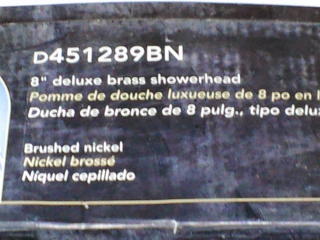 D451289BN
8" deluxe brass showerhead
Pomme de douche luxueuse de 8 po en l
Ducha de bronce de 8 pulg., tipo delu
Brushed nickel
Nickel brossé
Níquel cepillado